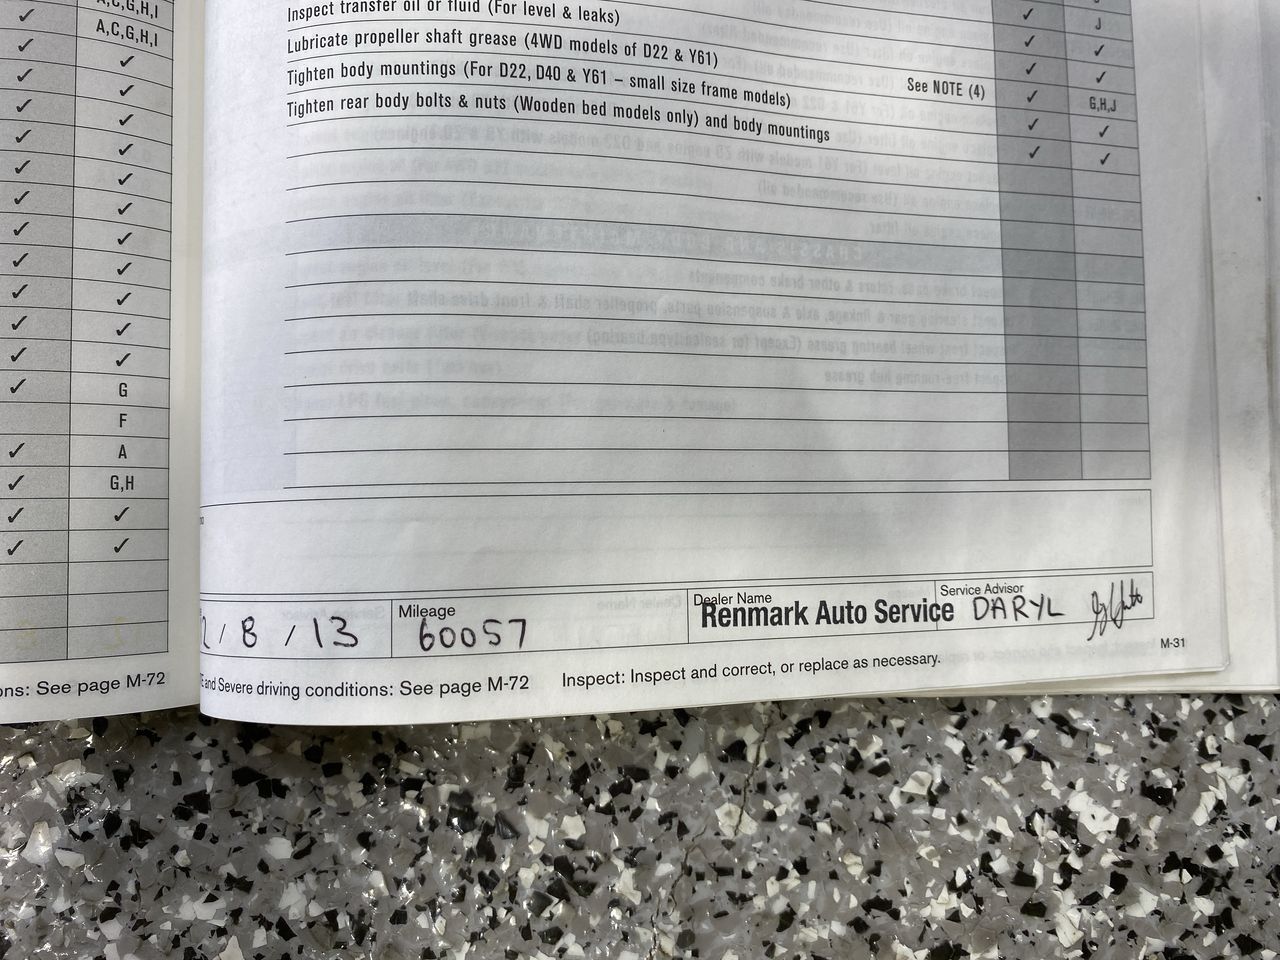 ✓ A,C,G,H,I
✓ A,C,G,H,I
✓ ✓
✓ ✓
✓ ✓
✓ ✓
✓ ✓
✓ ✓
✓ ✓
✓ ✓
✓ ✓
✓ ✓
✓ ✓
✓ G
F
✓ A
✓ G,H
✓ ✓
✓ ✓
See page M-72
Inspect transfer oil or fluid (For level & leaks) ✓ J
Lubricate propeller shaft grease (4WD models of D22 & Y61) ✓ ✓
Tighten body mountings (For D22, D40 & Y61 – small size frame models) See NOTE (4) ✓ ✓
Tighten rear body bolts & nuts (Wooden bed models only) and body mountings ✓ G,H,J
✓ ✓
✓ ✓
/ 8 / 13 Mileage 60057 Dealer Name Renmark Auto Service Service Advisor DARYL
and Severe driving conditions: See page M-72 Inspect: Inspect and correct, or replace as necessary. M-31